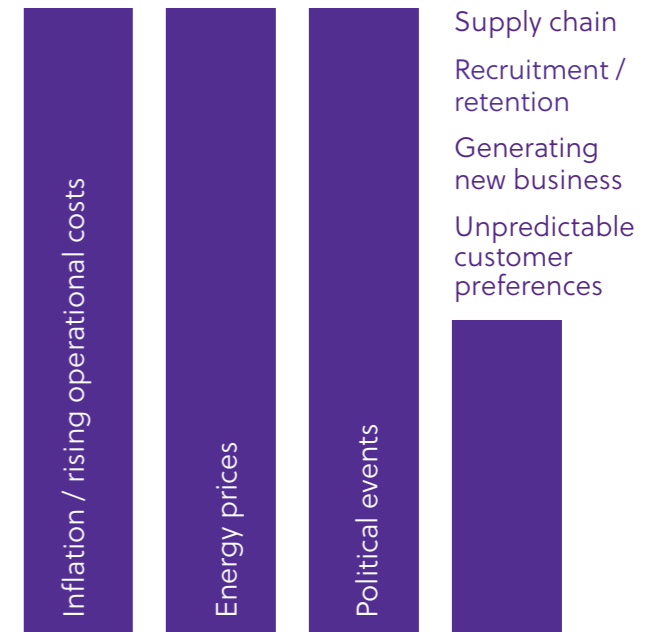 Inflation / rising operational costs
Energy prices
Political events
Supply chain
Recruitment /
retention
Generating
new business
Unpredictable
customer
preferences